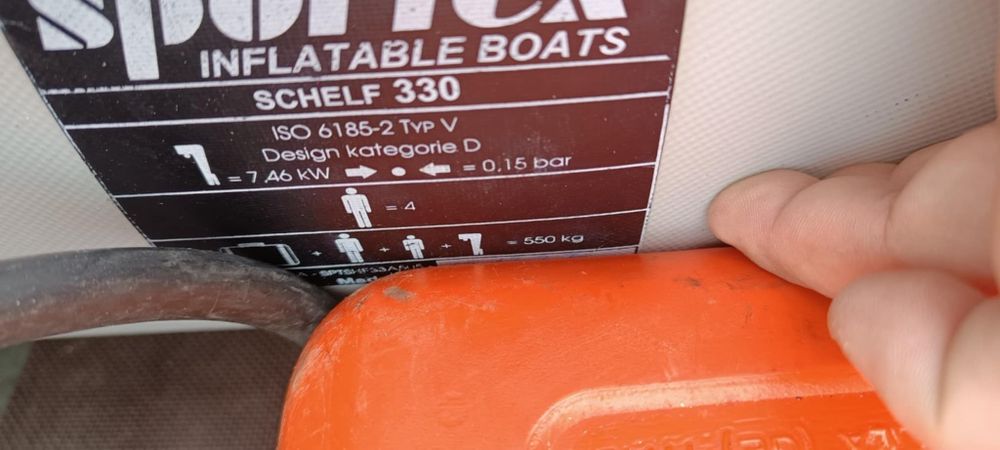 sportex
INFLATABLE BOATS
SCHELF 330
ISO 6185-2 TYP V
Design kategorie D
= 7,46 kW = 0,15 bar
= 4
+ + + = 550 kg